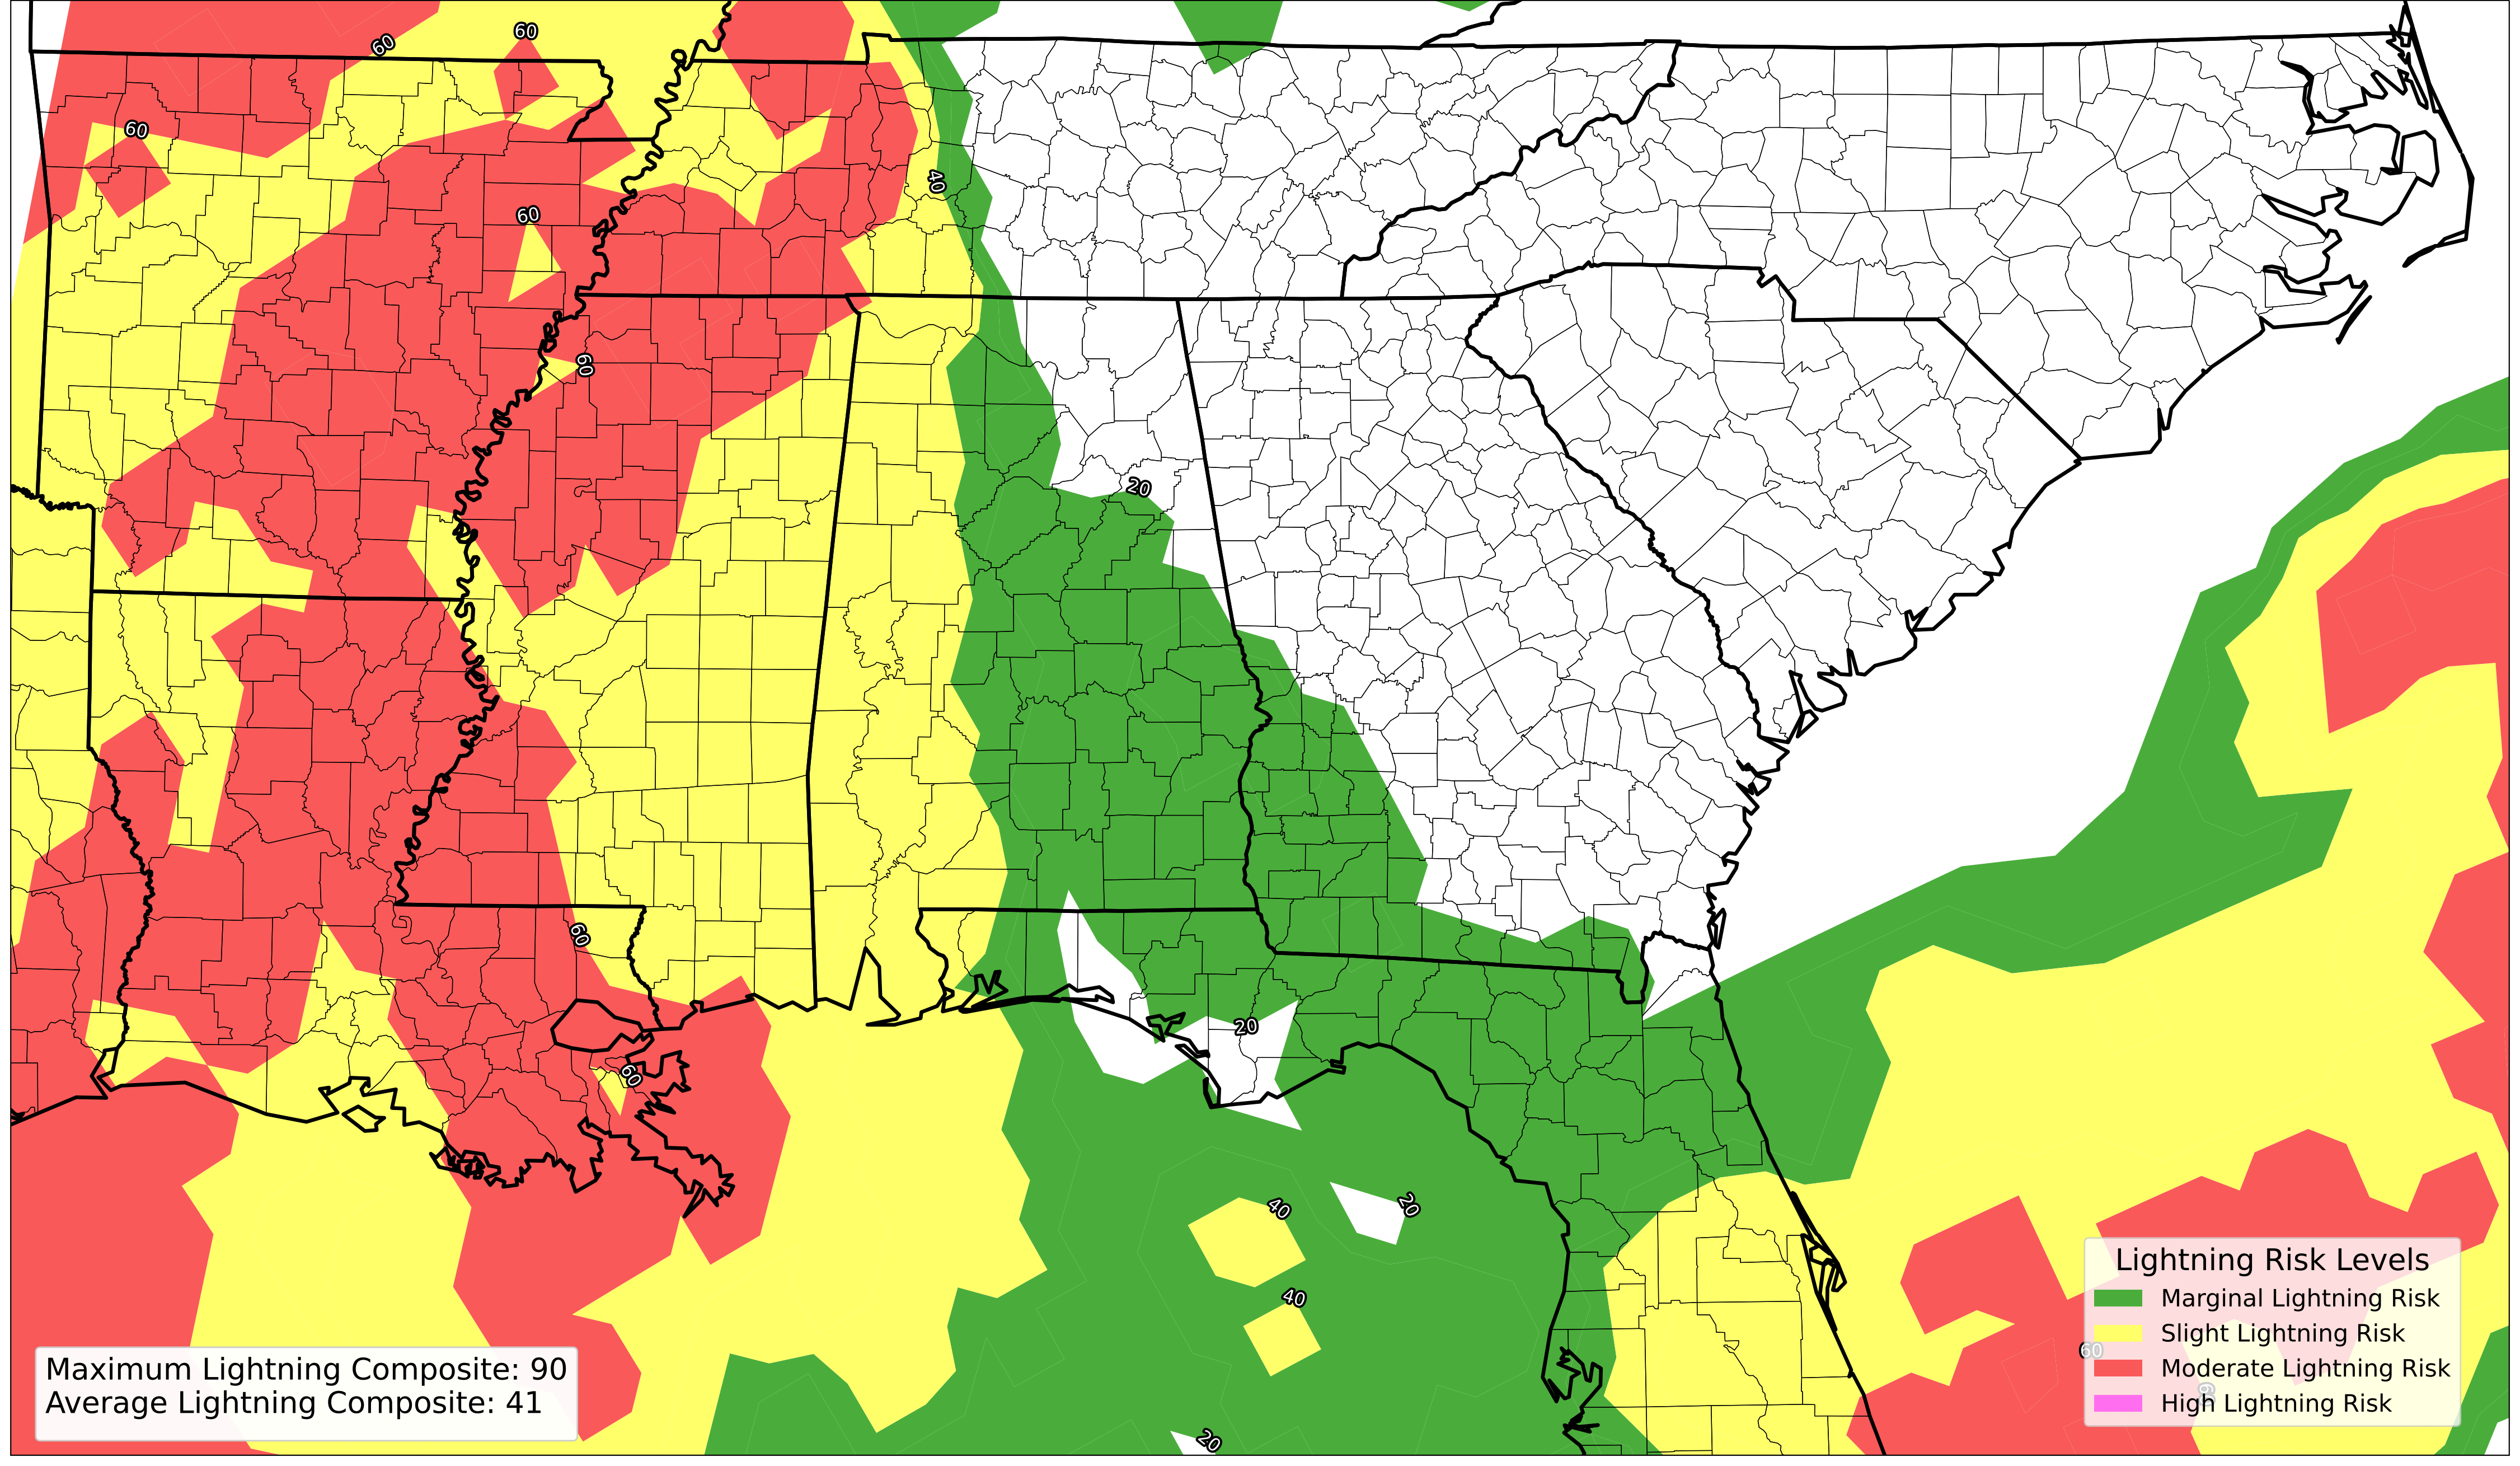 60
60
60
40
60
60
20
60
20
60
20
40
40
20
Lightning Risk Levels
Marginal Lightning Risk
Slight Lightning Risk
Moderate Lightning Risk
High Lightning Risk
60
60
Maximum Lightning Composite: 90
Average Lightning Composite: 41